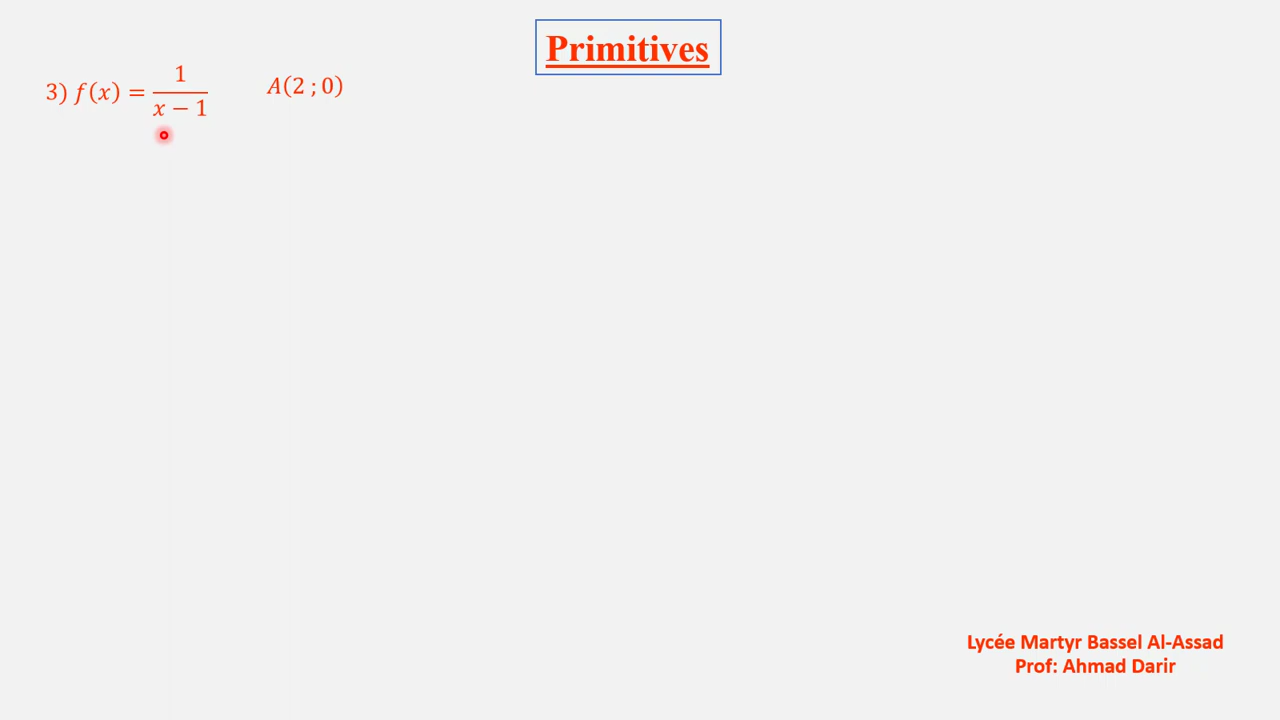 Primitives
3) f(x) = 1/(x − 1) A(2 ; 0)
Lycée Martyr Bassel Al-Assad
Prof: Ahmad Darir